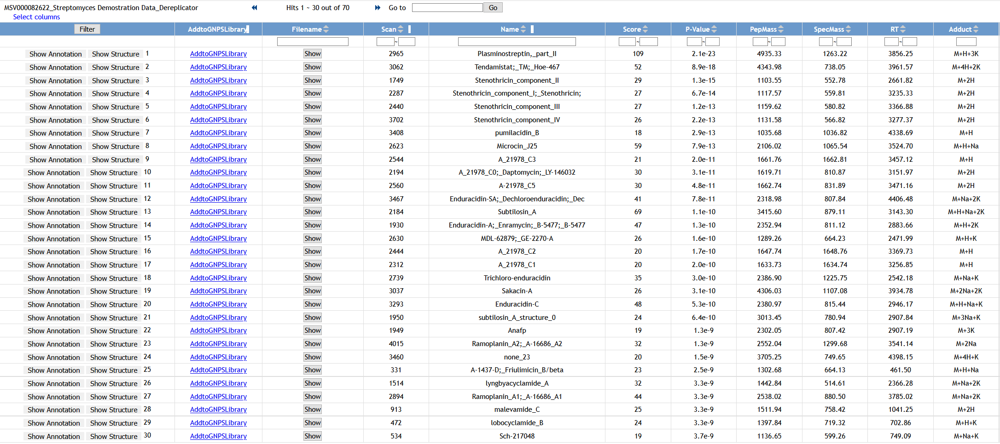 MSV000082622_Streptomyces Demostration Data_Dereplicator Hits 1 ~ 30 out of 70 Go to Go
Select columns
Filter AddtoGNPSLibrary Filename Scan Name Score P-Value PepMass SpecMass RT Adduct
~ ~ ~ ~ ~ ~
Show Annotation Show Structure 1 AddtoGNPSLibrary Show 2965 Plasminostreptin,_part_II 109 2.1e-23 4935.33 1263.22 3856.25 M+H+3K
Show Annotation Show Structure 2 AddtoGNPSLibrary Show 3062 Tendamistat;_TM;_Hoe-467 52 8.9e-18 4343.98 738.05 3961.57 M+4H+2K
Show Annotation Show Structure 3 AddtoGNPSLibrary Show 1749 Stenothricin_component_II 29 1.3e-15 1103.55 552.78 2661.82 M+2H
Show Annotation Show Structure 4 AddtoGNPSLibrary Show 2287 Stenothricin_component_I;_Stenothricin; 27 6.7e-14 1117.57 559.81 3235.33 M+2H
Show Annotation Show Structure 5 AddtoGNPSLibrary Show 2440 Stenothricin_component_III 27 1.2e-13 1159.62 580.82 3366.88 M+2H
Show Annotation Show Structure 6 AddtoGNPSLibrary Show 3702 Stenothricin_component_IV 26 2.2e-13 1131.58 566.82 3277.37 M+2H
Show Annotation Show Structure 7 AddtoGNPSLibrary Show 3408 pumilacidin_B 18 2.9e-13 1035.68 1036.82 4338.69 M+H
Show Annotation Show Structure 8 AddtoGNPSLibrary Show 2623 Microcin_J25 59 7.9e-13 2106.02 1065.54 3524.70 M+H+Na
Show Annotation Show Structure 9 AddtoGNPSLibrary Show 2544 A_21978_C3 21 2.0e-11 1661.76 1662.81 3457.12 M+H
Show Annotation Show Structure 10 AddtoGNPSLibrary Show 2194 A_21978_C0;_Daptomycin;_LY-146032 30 3.1e-11 1619.71 810.87 3151.97 M+2H
Show Annotation Show Structure 11 AddtoGNPSLibrary Show 2560 A-21978_C5 30 4.8e-11 1662.74 831.89 3471.16 M+2H
Show Annotation Show Structure 12 AddtoGNPSLibrary Show 3467 Enduracidin-SA;_Dechloroenduracidin;_Dec 41 7.8e-11 2318.98 807.84 4406.48 M+Na+2K
Show Annotation Show Structure 13 AddtoGNPSLibrary Show 2184 Subtilosin_A 69 1.1e-10 3415.60 879.11 3143.30 M+H+Na+2K
Show Annotation Show Structure 14 AddtoGNPSLibrary Show 1930 Enduracidin-A;_Enramycin;_B-5477;_B-5477 47 1.3e-10 2352.94 811.12 2883.66 M+H+2K
Show Annotation Show Structure 15 AddtoGNPSLibrary Show 2630 MDL-62879;_GE-2270-A 26 1.6e-10 1289.26 664.23 2471.99 M+H+K
Show Annotation Show Structure 16 AddtoGNPSLibrary Show 2444 A_21978_C2 20 1.7e-10 1647.74 1648.76 3369.73 M+H
Show Annotation Show Structure 17 AddtoGNPSLibrary Show 2312 A_21978_C1 20 2.0e-10 1633.73 1634.74 3256.85 M+H
Show Annotation Show Structure 18 AddtoGNPSLibrary Show 2739 Trichloro-enduracidin 35 3.0e-10 2386.90 1225.75 2542.18 M+Na+K
Show Annotation Show Structure 19 AddtoGNPSLibrary Show 3037 Sakacin-A 26 3.1e-10 4306.03 1107.08 3934.78 M+2Na+2K
Show Annotation Show Structure 20 AddtoGNPSLibrary Show 3293 Enduracidin-C 48 5.3e-10 2380.97 815.44 2946.17 M+H+Na+K
Show Annotation Show Structure 21 AddtoGNPSLibrary Show 1950 subtilosin_A_structure_0 24 6.4e-10 3013.45 780.94 2907.84 M+3Na+K
Show Annotation Show Structure 22 AddtoGNPSLibrary Show 1949 Anafp 19 1.3e-9 2302.05 807.42 2907.19 M+3K
Show Annotation Show Structure 23 AddtoGNPSLibrary Show 4015 Ramoplanin_A2;_A-16686_A2 32 1.3e-9 2552.04 1299.68 3541.14 M+2Na
Show Annotation Show Structure 24 AddtoGNPSLibrary Show 3460 none_23 20 1.5e-9 3705.25 749.65 4398.15 M+4H+K
Show Annotation Show Structure 25 AddtoGNPSLibrary Show 331 A-1437-D;_Friulimicin_B/beta 23 2.5e-9 1302.68 664.13 461.50 M+H+Na
Show Annotation Show Structure 26 AddtoGNPSLibrary Show 1514 lyngbyacyclamide_A 32 3.3e-9 1442.84 514.61 2366.28 M+Na+2K
Show Annotation Show Structure 27 AddtoGNPSLibrary Show 2894 Ramoplanin_A1;_A-16686_A1 44 3.3e-9 2538.02 880.50 3785.02 M+Na+2K
Show Annotation Show Structure 28 AddtoGNPSLibrary Show 913 malevamide_C 25 3.3e-9 1511.94 758.42 1041.25 M+2H
Show Annotation Show Structure 29 AddtoGNPSLibrary Show 472 lobocyclamide_B 24 3.3e-9 1397.84 719.32 702.86 M+H+K
Show Annotation Show Structure 30 AddtoGNPSLibrary Show 534 Sch-217048 19 3.7e-9 1136.65 599.26 749.09 M+Na+K